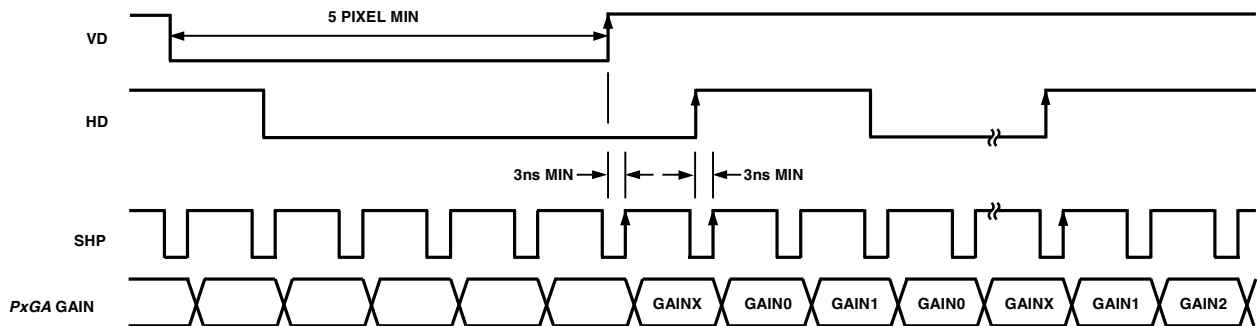 VD
5 PIXEL MIN
HD
3ns MIN
3ns MIN
SHP
PxGA GAIN
GAINX GAIN0 GAIN1 GAIN0 GAINX GAIN1 GAIN2